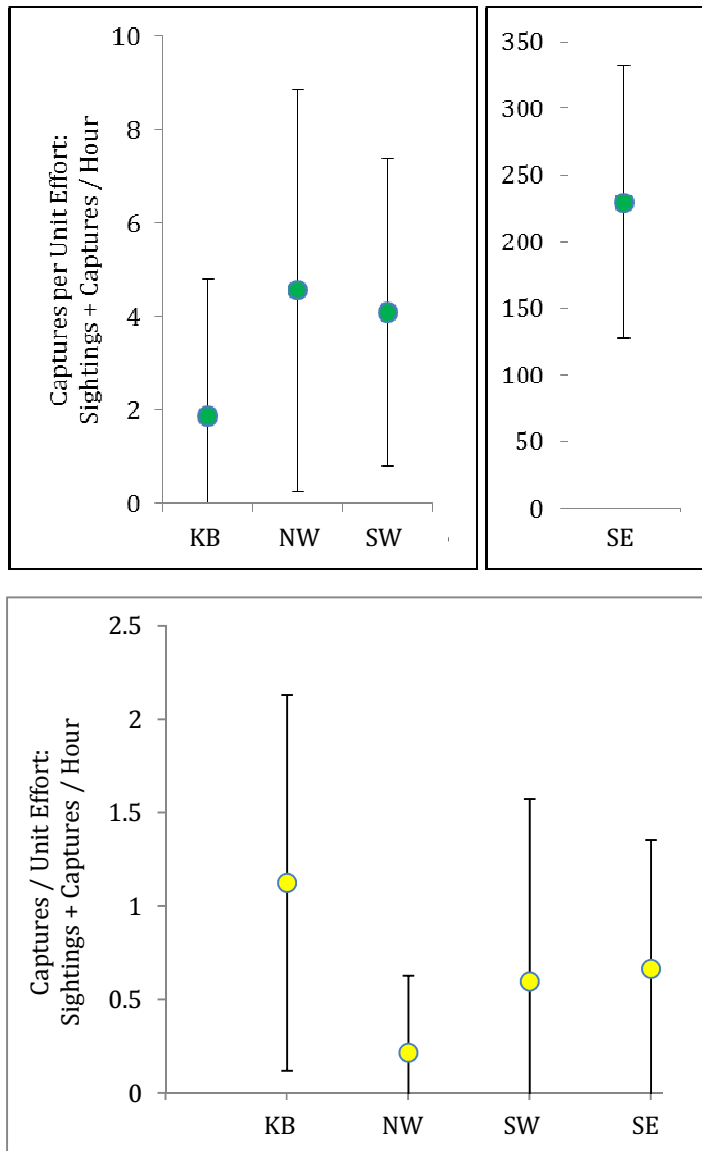 Captures per Unit Effort:
Sightings + Captures / Hour
10
8
6
4
2
0
KB NW SW
350
300
250
200
150
100
50
0
SE
Captures / Unit Effort:
Sightings + Captures / Hour
2.5
2
1.5
1
0.5
0
KB NW SW SE